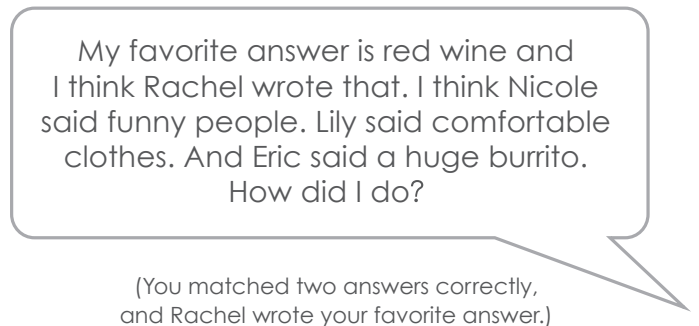 My favorite answer is red wine and
I think Rachel wrote that. I think Nicole
said funny people. Lily said comfortable
clothes. And Eric said a huge burrito.
How did I do?
(You matched two answers correctly,
and Rachel wrote your favorite answer.)